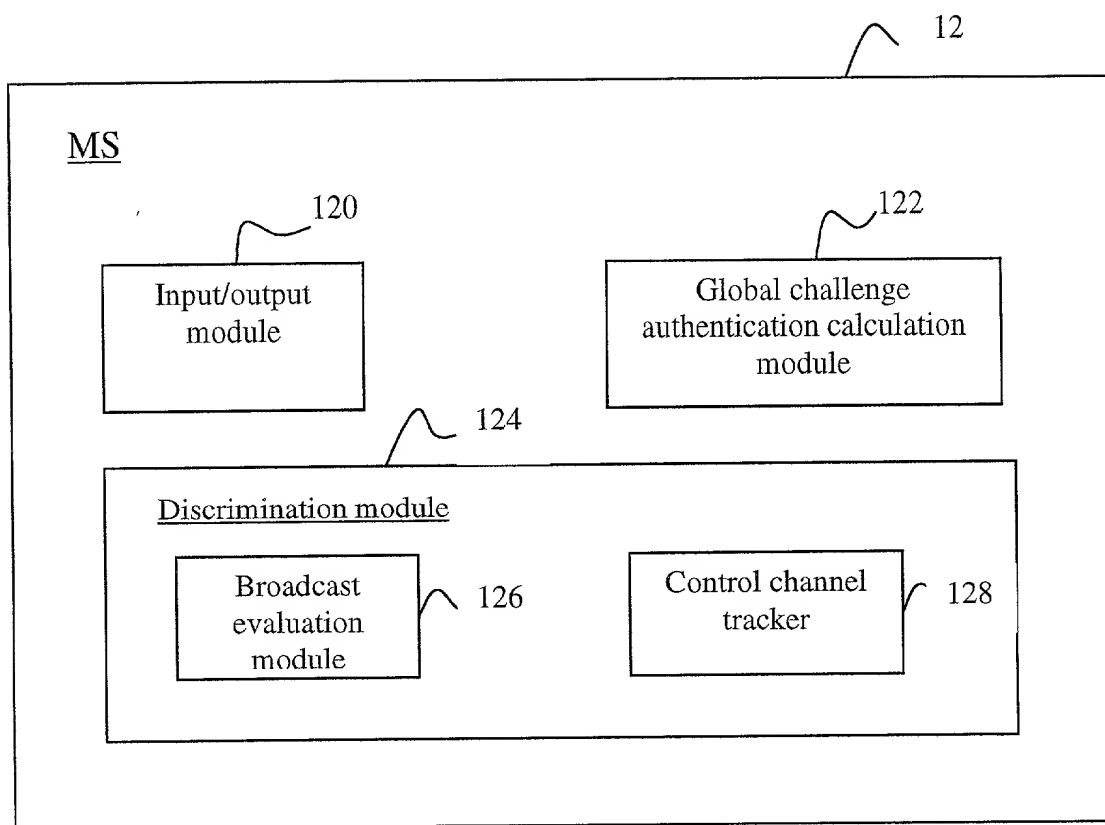 12
MS
120
122
Input/output
module
Global challenge
authentication calculation
module
124
Discrimination module
Broadcast
evaluation
module
126
Control channel
tracker
128